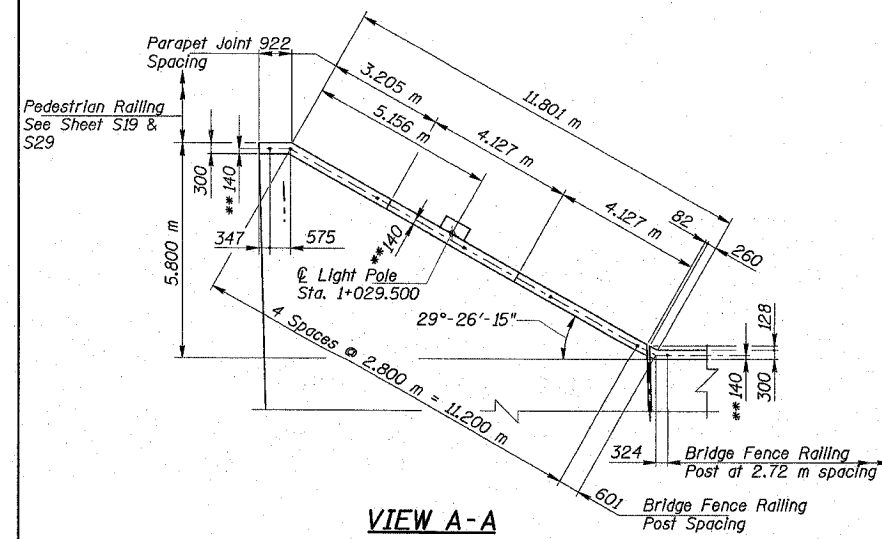 Parapet Joint 922
Spacing
3.205 m
11.801 m
5.156 m
4.127 m
Pedestrian Railing
See Sheet S19 &
S29
300
**140
4.127 m
82
260
5.800 m
347
575
**140
℄ Light Pole
Sta. 1+029.500
29°-26'-15"
128
**140
300
4 Spaces @ 2.800 m = 11.200 m
324
Bridge Fence Railing
Post at 2.72 m spacing
601
Bridge Fence Railing
Post Spacing
VIEW A-A